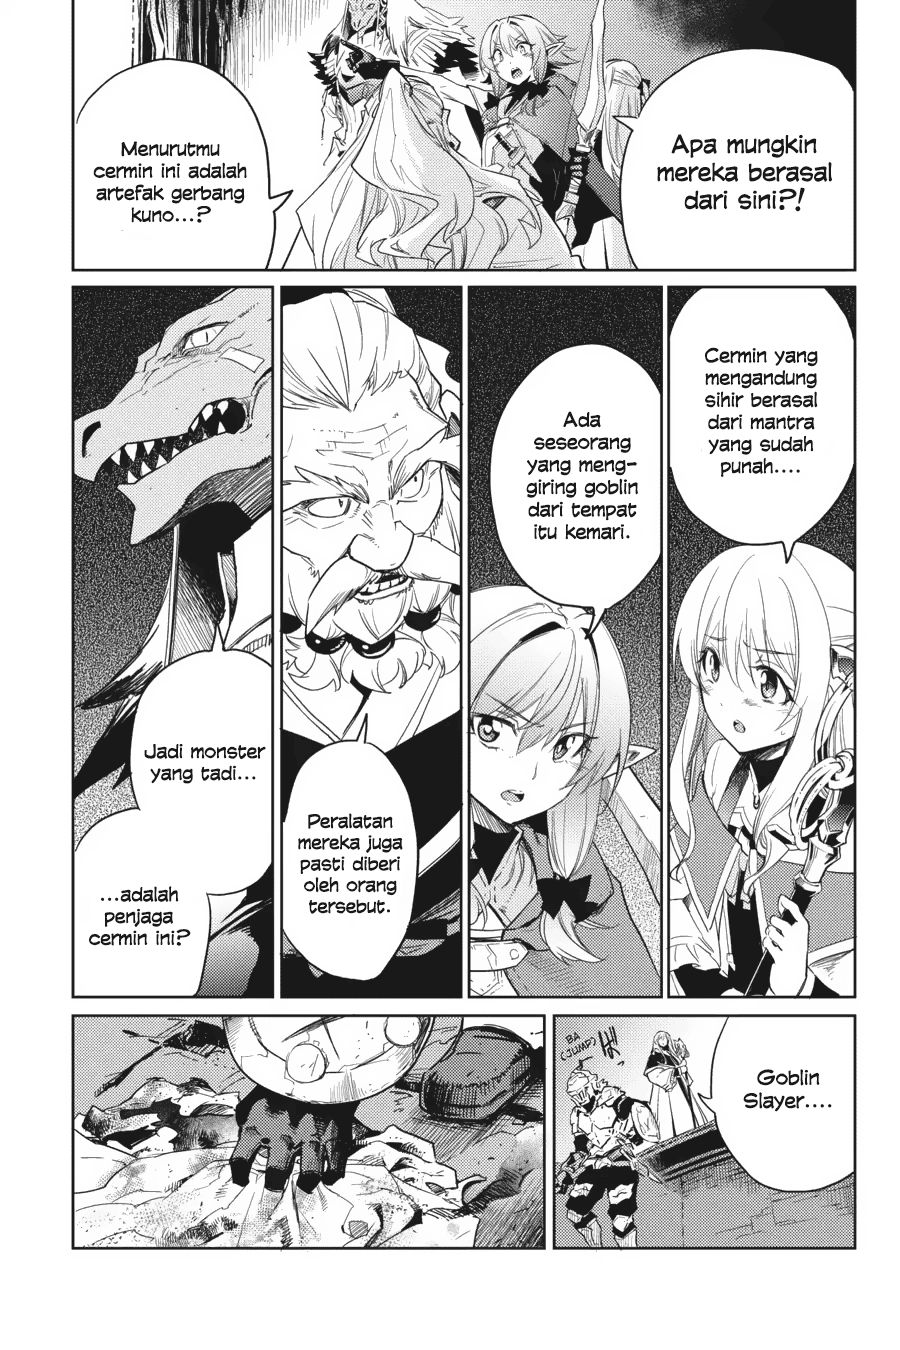 Apa mungkin
mereka berasal
dari sini?!
Menurutmu
cermin ini adalah
artefak gerbang
kuno...?
Cermin yang
mengandung
sihir berasal
dari mantra
yang sudah
punah....
Ada
seseorang
yang meng-
giring goblin
dari tempat
itu kemari.
Peralatan
mereka juga
pasti diberi
oleh orang
tersebut.
Jadi monster
yang tadi...
...adalah
penjaga
cermin ini?
Goblin
Slayer....
BA
(JUMP)
ばっ